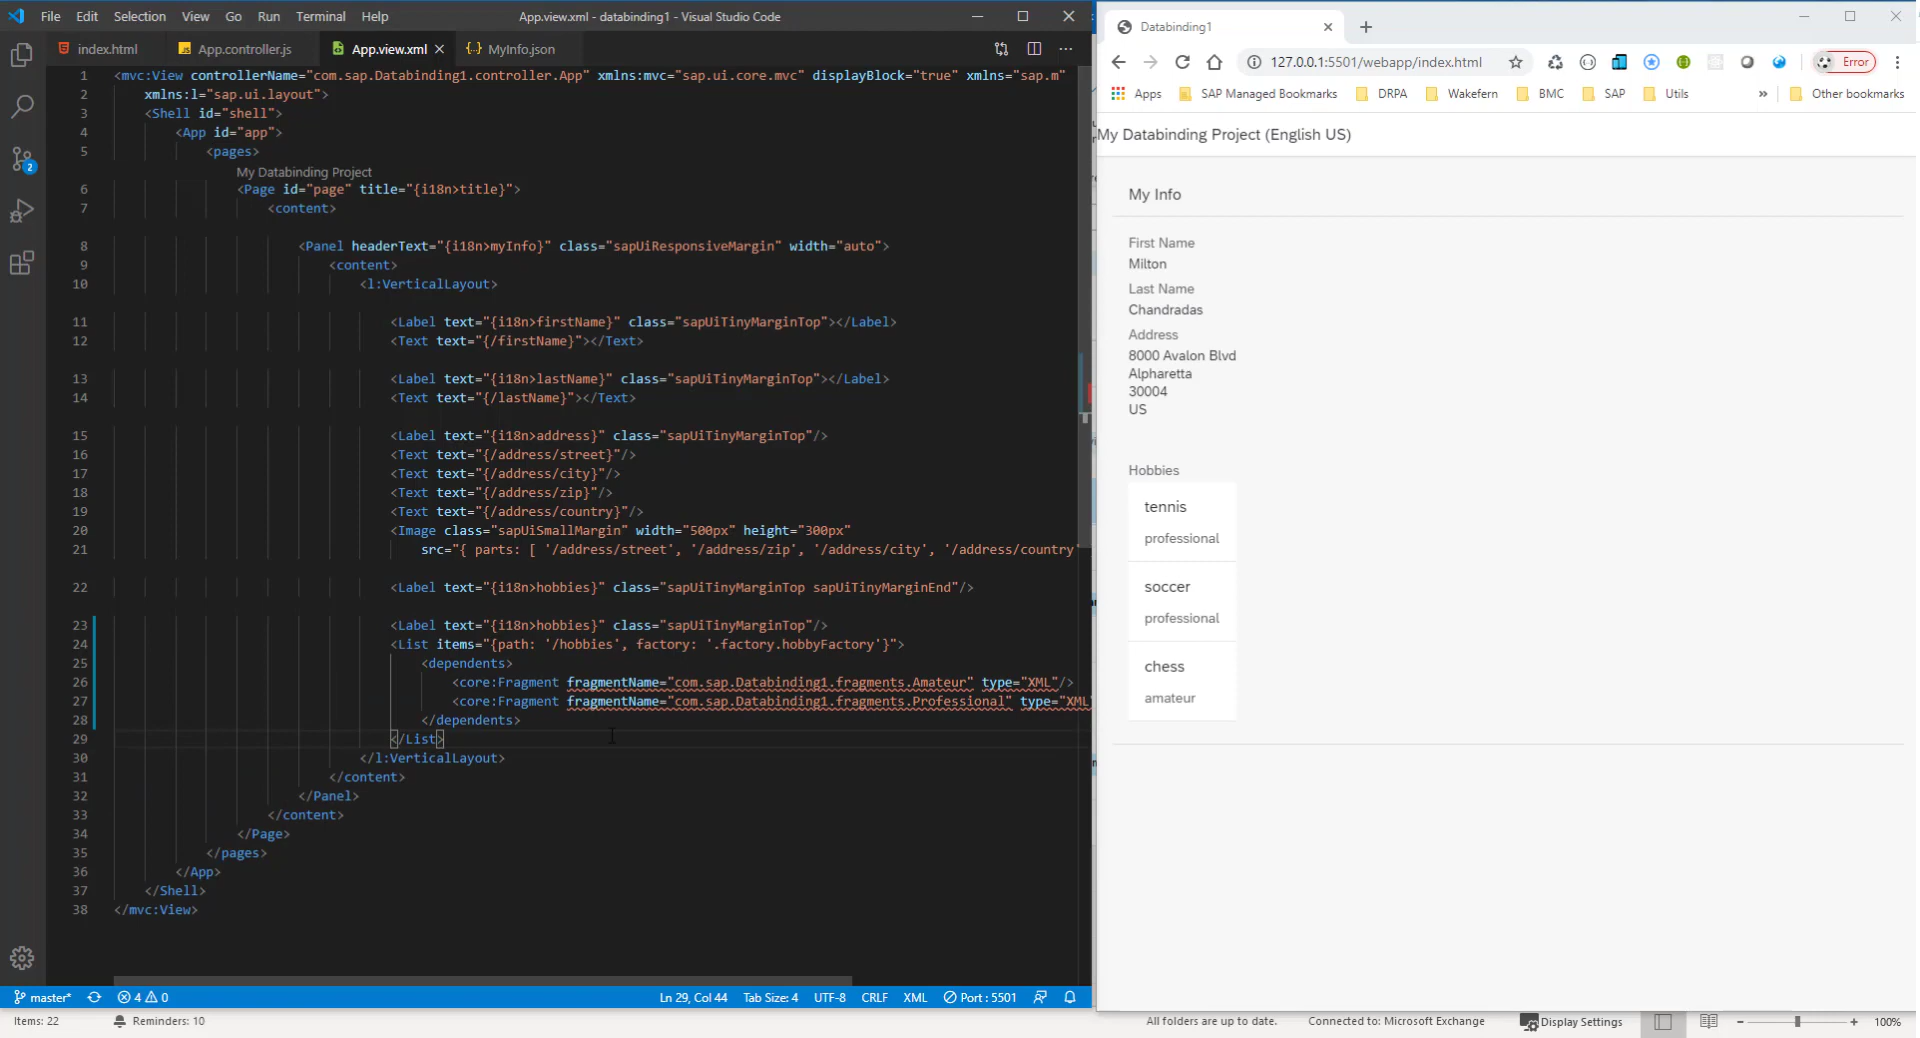 File Edit Selection View Go Run Terminal Help App.view.xml - databinding1 - Visual Studio Code
index.html App.controller.js App.view.xml MyInfo.json
1 <mvc:View controllerName="com.sap.Databinding1.controller.App" xmlns:mvc="sap.ui.core.mvc" displayBlock="true" xmlns="sap.m"
2 xmlns:l="sap.ui.layout">
3 <Shell id="shell">
4 <App id="app">
5 <pages>
My Databinding Project
6 <Page id="page" title="{i18n>title}">
7 <content>
8 <Panel headerText="{i18n>myInfo}" class="sapUiResponsiveMargin" width="auto">
9 <content>
10 <l:VerticalLayout>
11 <Label text="{i18n>firstName}" class="sapUiTinyMarginTop"></Label>
12 <Text text="{/firstName}"></Text>
13 <Label text="{i18n>lastName}" class="sapUiTinyMarginTop"></Label>
14 <Text text="{/lastName}"></Text>
15 <Label text="{i18n>address}" class="sapUiTinyMarginTop"/>
16 <Text text="{/address/street}"/>
17 <Text text="{/address/city}"/>
18 <Text text="{/address/zip}"/>
19 <Text text="{/address/country}"/>
20 <Image class="sapUiSmallMargin" width="500px" height="300px"
21 src="{ parts: [ '/address/street', '/address/zip', '/address/city', '/address/country'
22 <Label text="{i18n>hobbies}" class="sapUiTinyMarginTop sapUiTinyMarginEnd"/>
23 <Label text="{i18n>hobbies}" class="sapUiTinyMarginTop"/>
24 <List items="{path: '/hobbies', factory: '.factory.hobbyFactory'}">
25 <dependents>
26 <core:Fragment fragmentName="com.sap.Databinding1.fragments.Amateur" type="XML"/>
27 <core:Fragment fragmentName="com.sap.Databinding1.fragments.Professional" type="XML"
28 </dependents>
29 </List>
30 </l:VerticalLayout>
31 </content>
32 </Panel>
33 </content>
34 </Page>
35 </pages>
36 </App>
37 </Shell>
38 </mvc:View>
2
master* 4 0 Ln 29, Col 44 Tab Size: 4 UTF-8 CRLF XML Port : 5501
Databinding1
127.0.0.1:5501/webapp/index.html Error
Apps SAP Managed Bookmarks DRPA Wakefern BMC SAP Utils » Other bookmarks
My Databinding Project (English US)
My Info
First Name
Milton
Last Name
Chandradas
Address
8000 Avalon Blvd
Alpharetta
30004
US
Hobbies
tennis
professional
soccer
professional
chess
amateur
Items: 22 Reminders: 10 All folders are up to date. Connected to: Microsoft Exchange Display Settings 100%